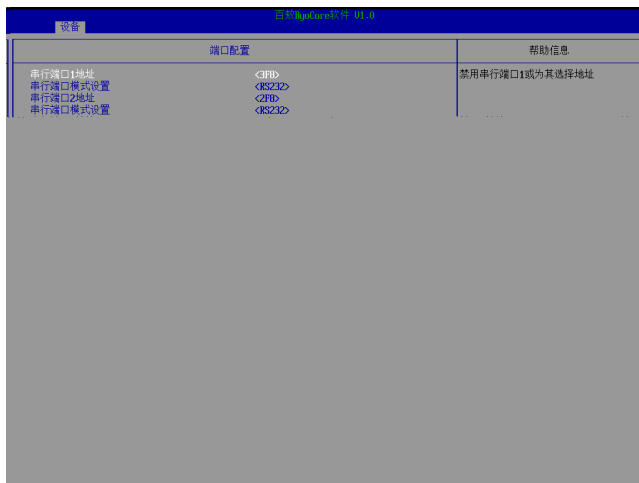 百敖ByoCore软件 V1.0
设备
端口配置
帮助信息
串行端口1地址 <3F8>
禁用串行端口1或为其选择地址
串行端口模式设置 <RS232>
串行端口2地址 <2F8>
串行端口模式设置 <RS232>